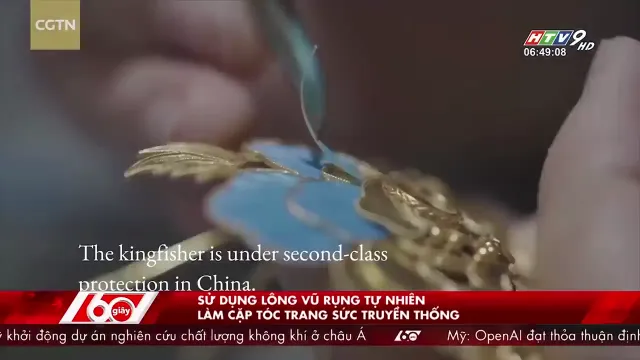 CGTN
HTV9 HD
06:49:08
The kingfisher is under second-class
protection in China.
60 giây
SỬ DỤNG LÔNG VŨ RỤNG TỰ NHIÊN
LÀM CẶP TÓC TRANG SỨC TRUYỀN THỐNG
ỹ khởi động dự án nghiên cứu chất lượng không khí ở châu Á 60 giây Mỹ: OpenAI đạt thỏa thuận định